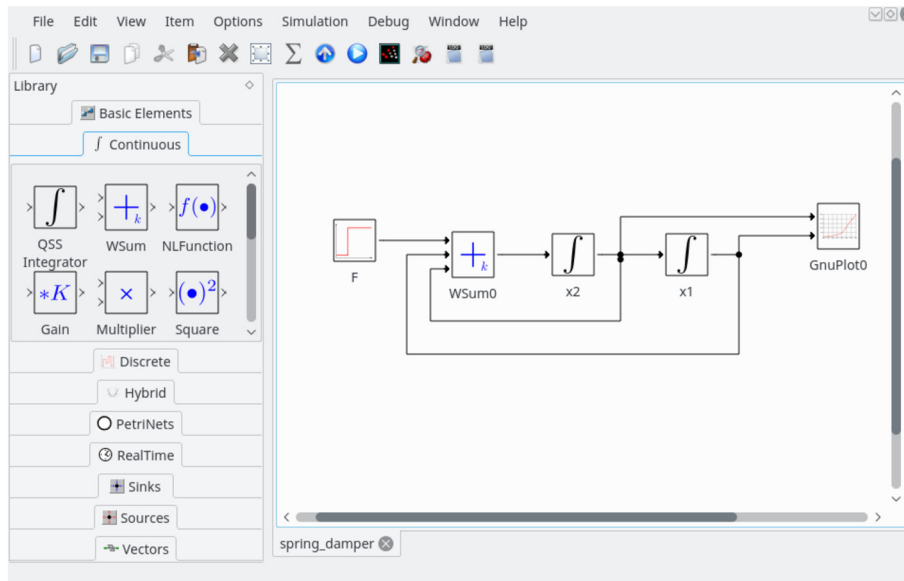 File Edit View Item Options Simulation Debug Window Help
Library
Basic Elements
∫ Continuous
∫
+k
f(•)
QSS
Integrator
WSum
NLFunction
*K
×
(•)²
Gain
Multiplier
Square
Discrete
Hybrid
PetriNets
RealTime
Sinks
Sources
Vectors
F
+k
WSum0
∫
x2
∫
x1
GnuPlot0
spring_damper